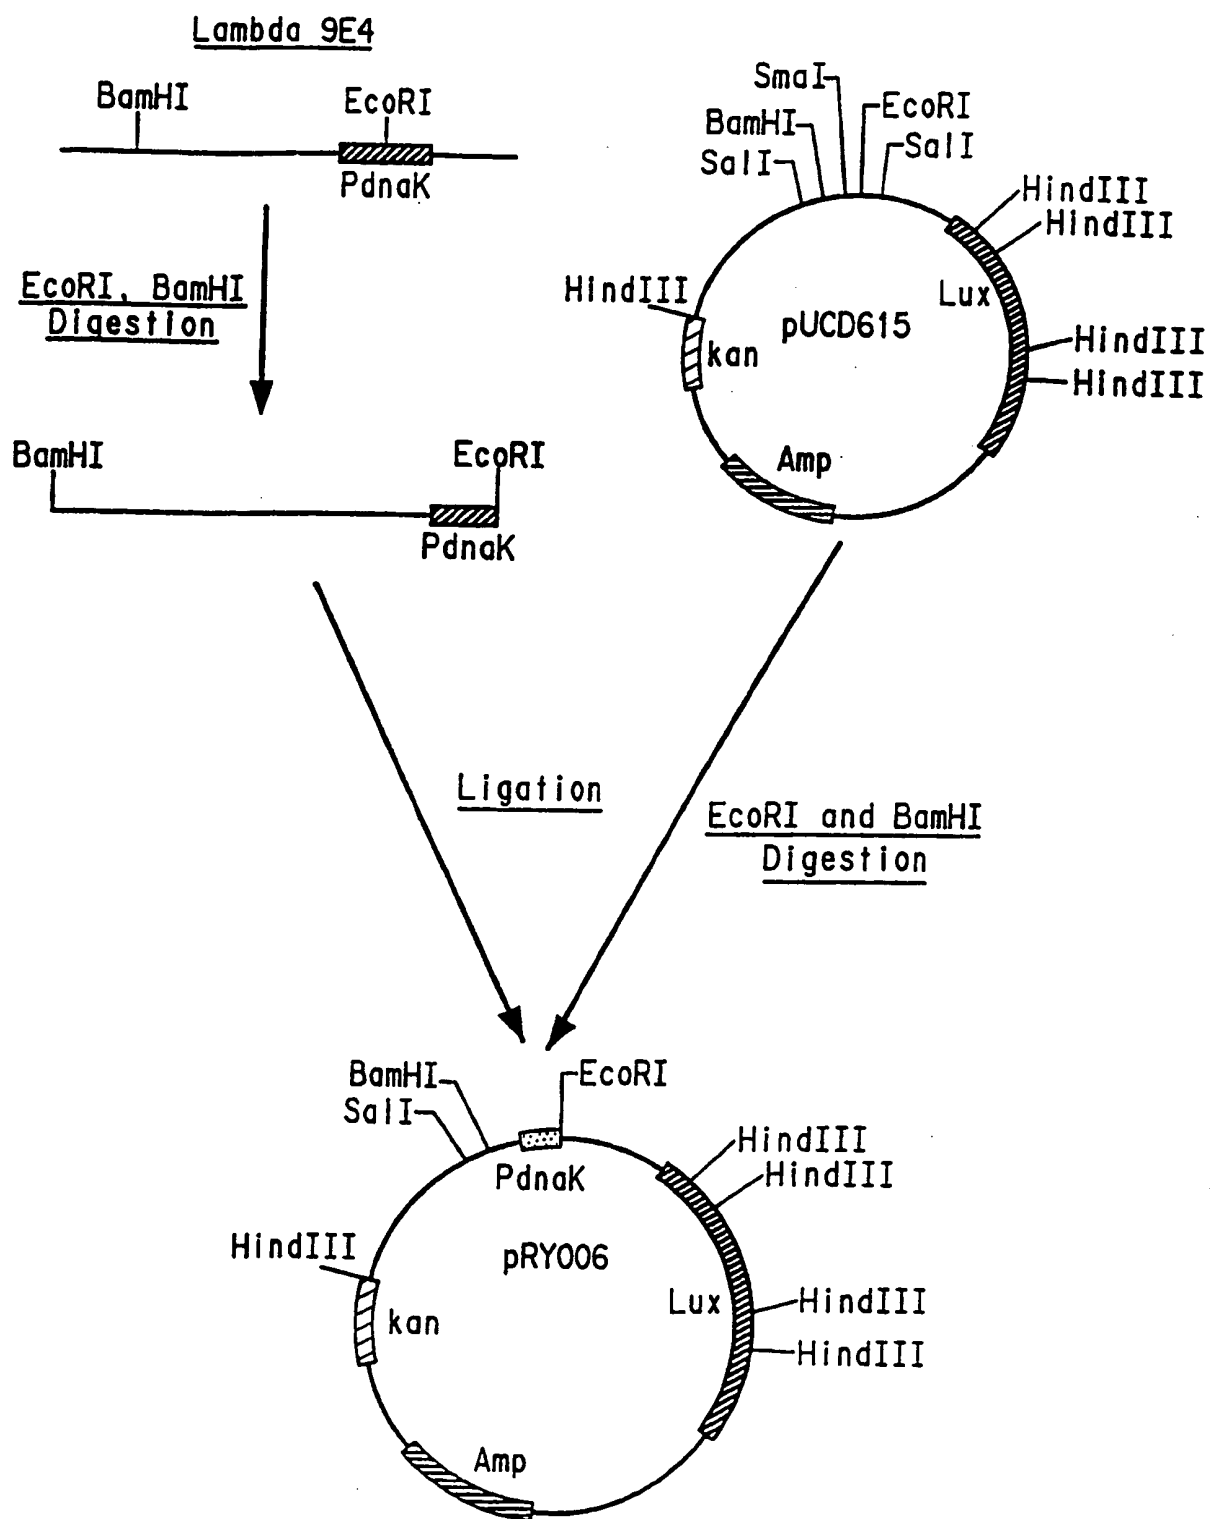 Lambda 9E4
BamHI
EcoRI
PdnaK
EcoRI, BamHI
Digestion
BamHI
EcoRI
PdnaK
SmaI
EcoRI
BamHI
SalI
SalI
HindIII
HindIII
HindIII
Lux
pUCD615
kan
HindIII
HindIII
Amp
Ligation
EcoRI and BamHI
Digestion
BamHI
EcoRI
SalI
PdnaK
HindIII
HindIII
HindIII
pRY006
Lux
HindIII
kan
HindIII
Amp